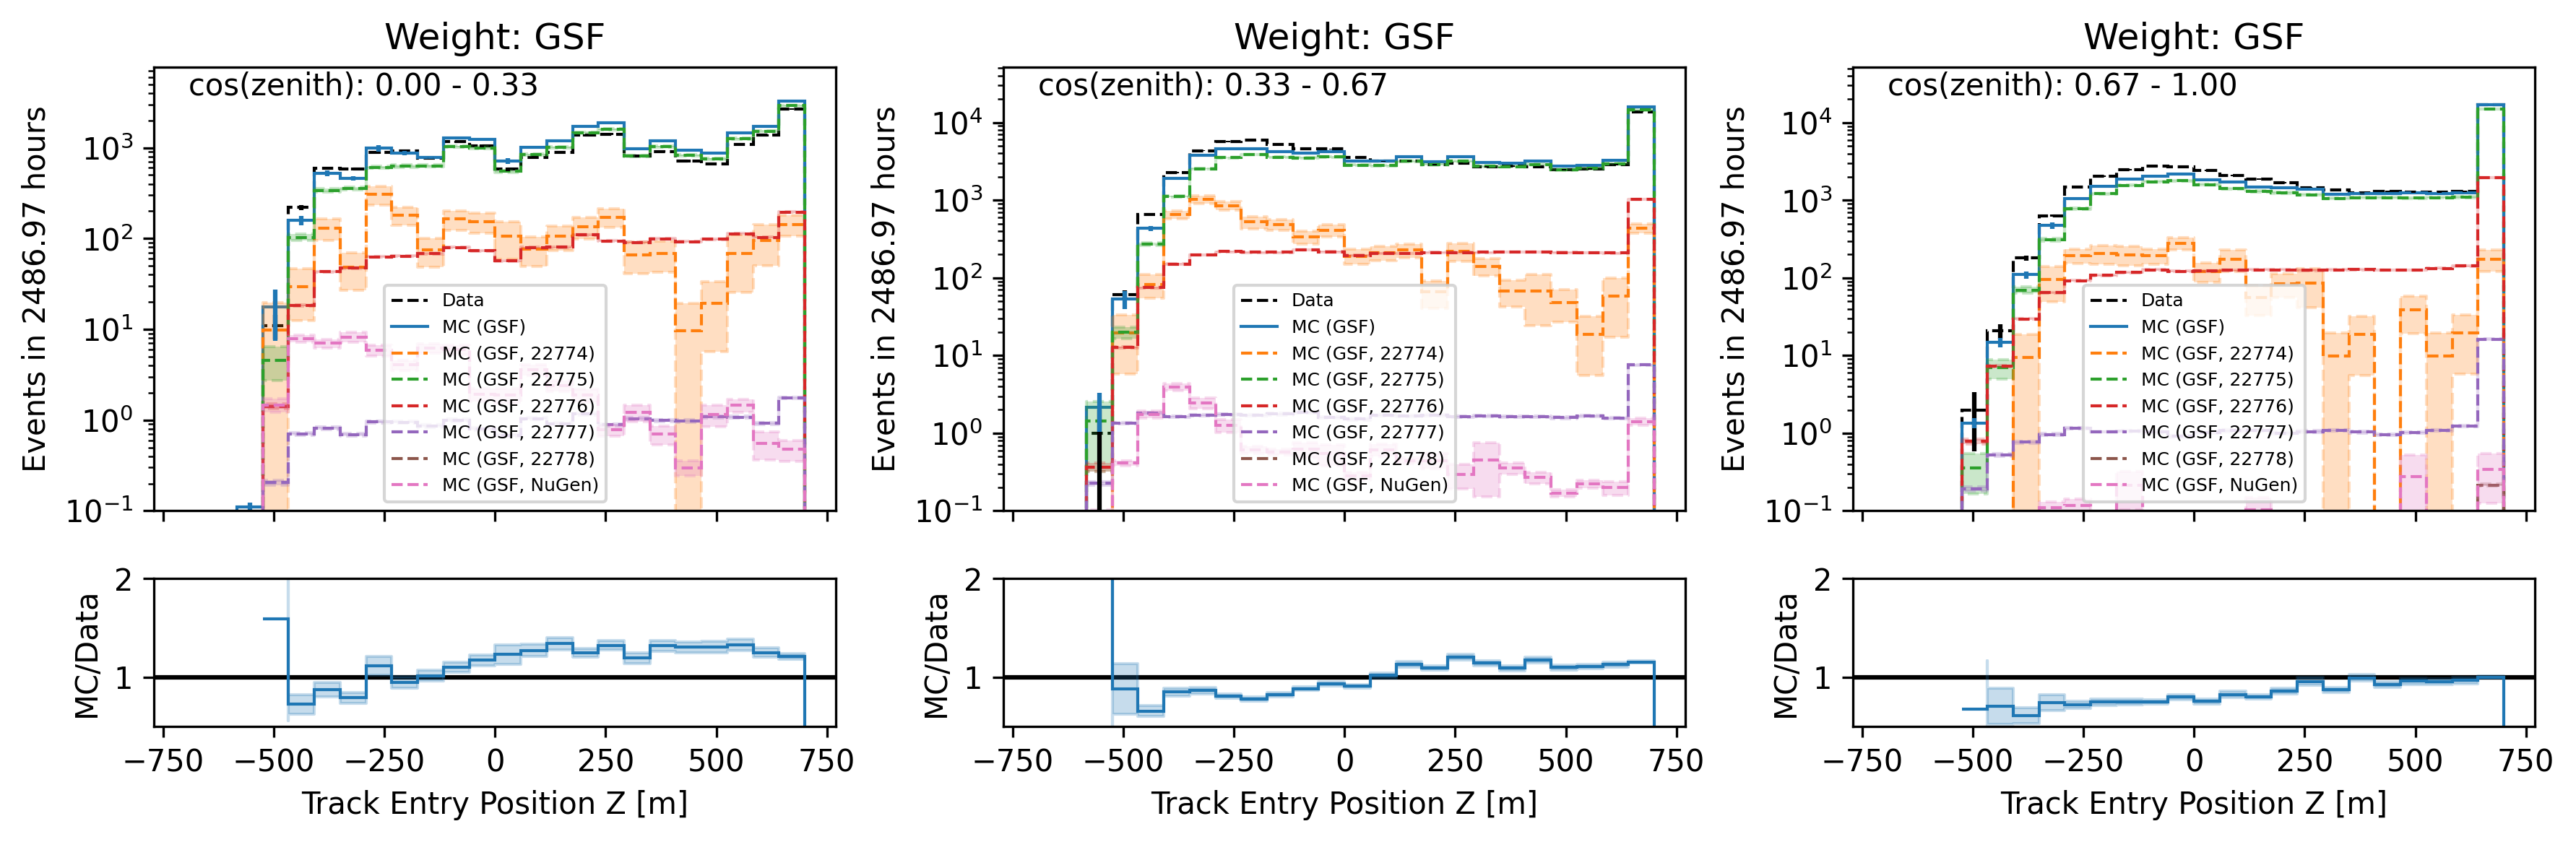 Weight: GSF
cos(zenith): 0.00 - 0.33
Events in 2486.97 hours
10³
10²
10¹
10⁰
10⁻¹
Data
MC (GSF)
MC (GSF, 22774)
MC (GSF, 22775)
MC (GSF, 22776)
MC (GSF, 22777)
MC (GSF, 22778)
MC (GSF, NuGen)
MC/Data
2
1
−750 −500 −250 0 250 500 750
Track Entry Position Z [m]
Weight: GSF
cos(zenith): 0.33 - 0.67
Events in 2486.97 hours
10⁴
10³
10²
10¹
10⁰
10⁻¹
Data
MC (GSF)
MC (GSF, 22774)
MC (GSF, 22775)
MC (GSF, 22776)
MC (GSF, 22777)
MC (GSF, 22778)
MC (GSF, NuGen)
MC/Data
2
1
−750 −500 −250 0 250 500 750
Track Entry Position Z [m]
Weight: GSF
cos(zenith): 0.67 - 1.00
Events in 2486.97 hours
10⁴
10³
10²
10¹
10⁰
10⁻¹
Data
MC (GSF)
MC (GSF, 22774)
MC (GSF, 22775)
MC (GSF, 22776)
MC (GSF, 22777)
MC (GSF, 22778)
MC (GSF, NuGen)
MC/Data
2
1
−750 −500 −250 0 250 500 750
Track Entry Position Z [m]